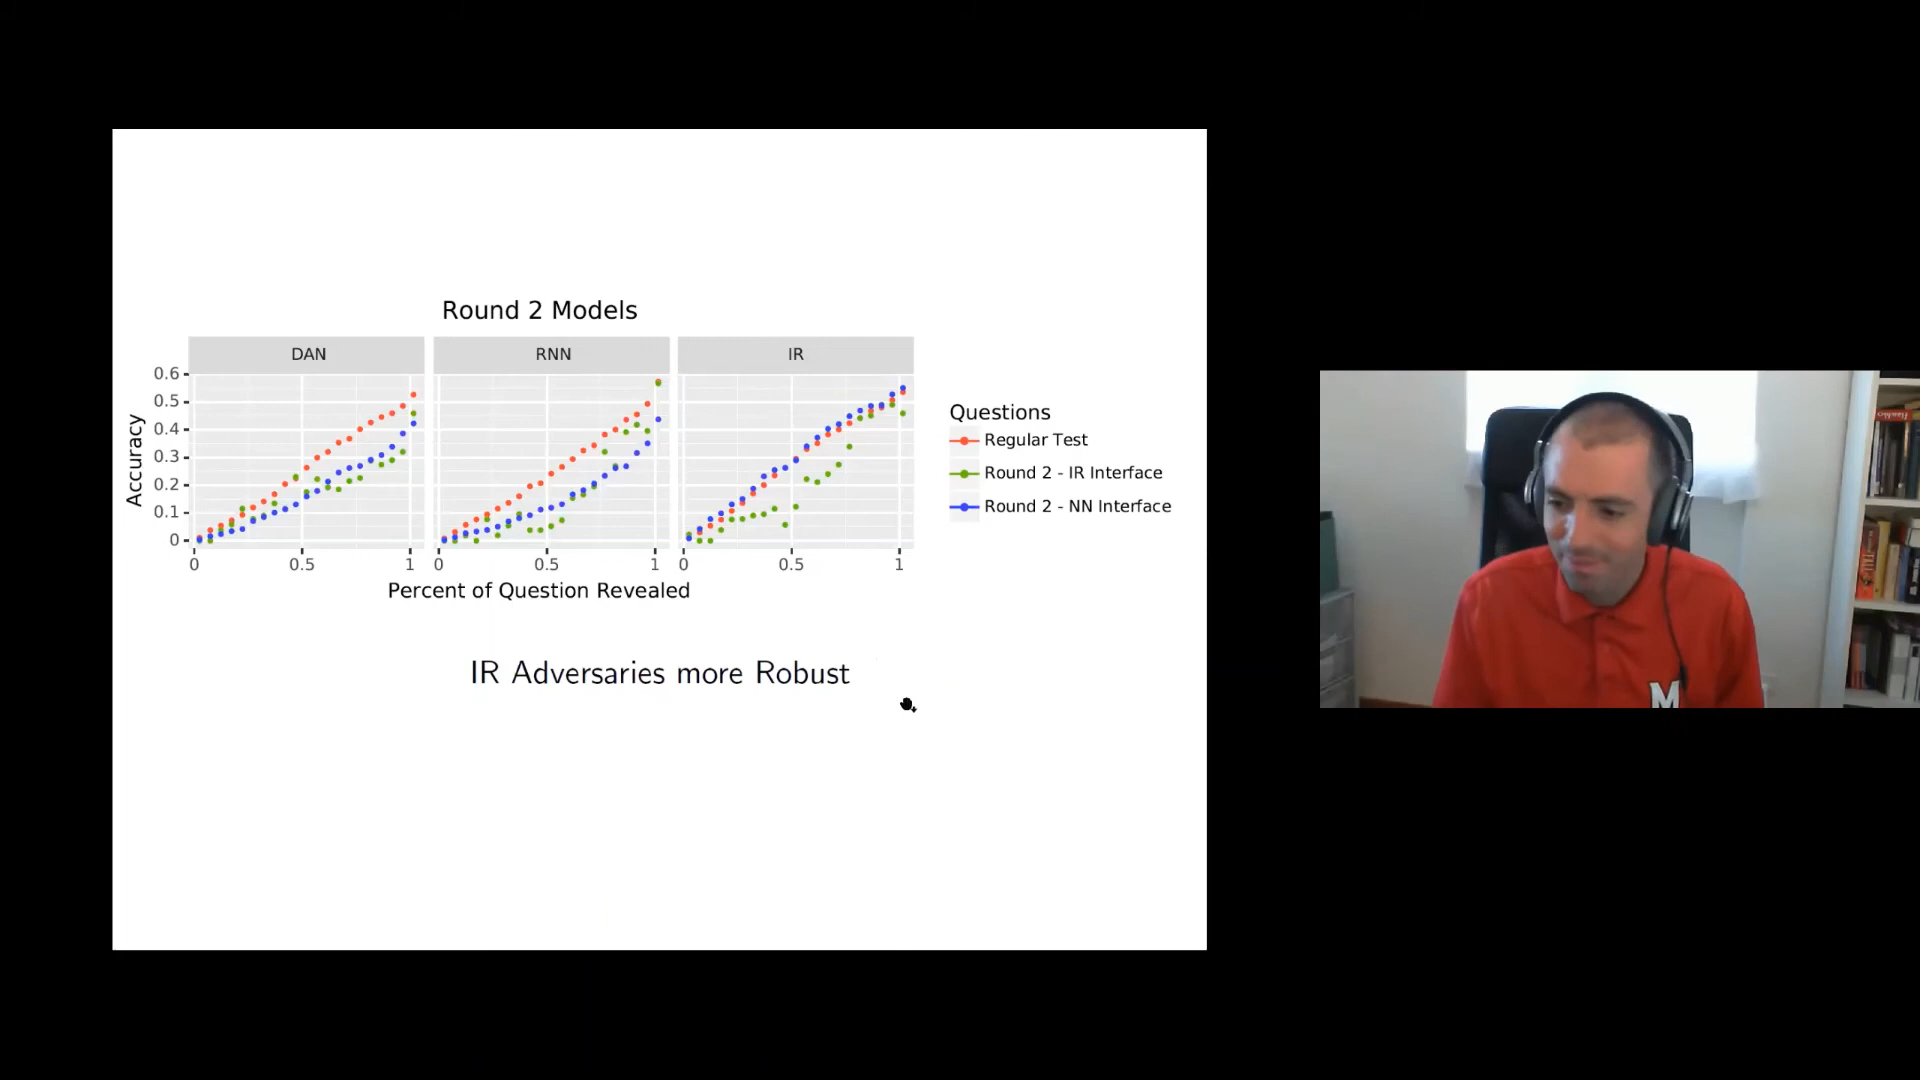 Round 2 Models
DAN
RNN
IR
Accuracy
0.6
0.5
0.4
0.3
0.2
0.1
0
0 0.5 1
0 0.5 1
0 0.5 1
Percent of Question Revealed
Questions
Regular Test
Round 2 - IR Interface
Round 2 - NN Interface
IR Adversaries more Robust
M